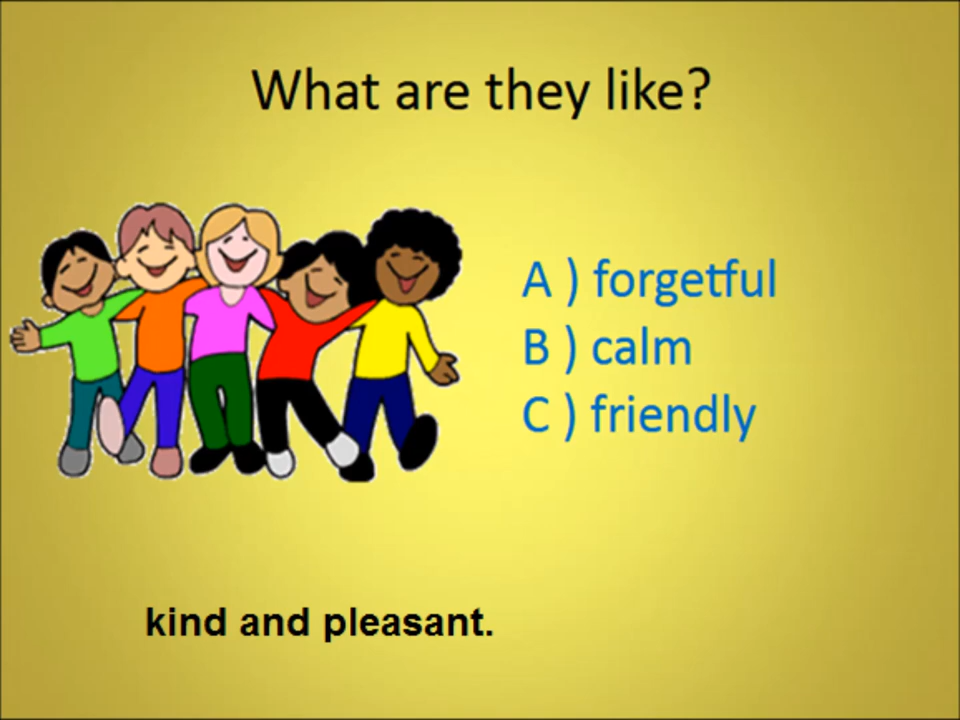 What are they like?
A ) forgetful
B ) calm
C ) friendly
kind and pleasant.